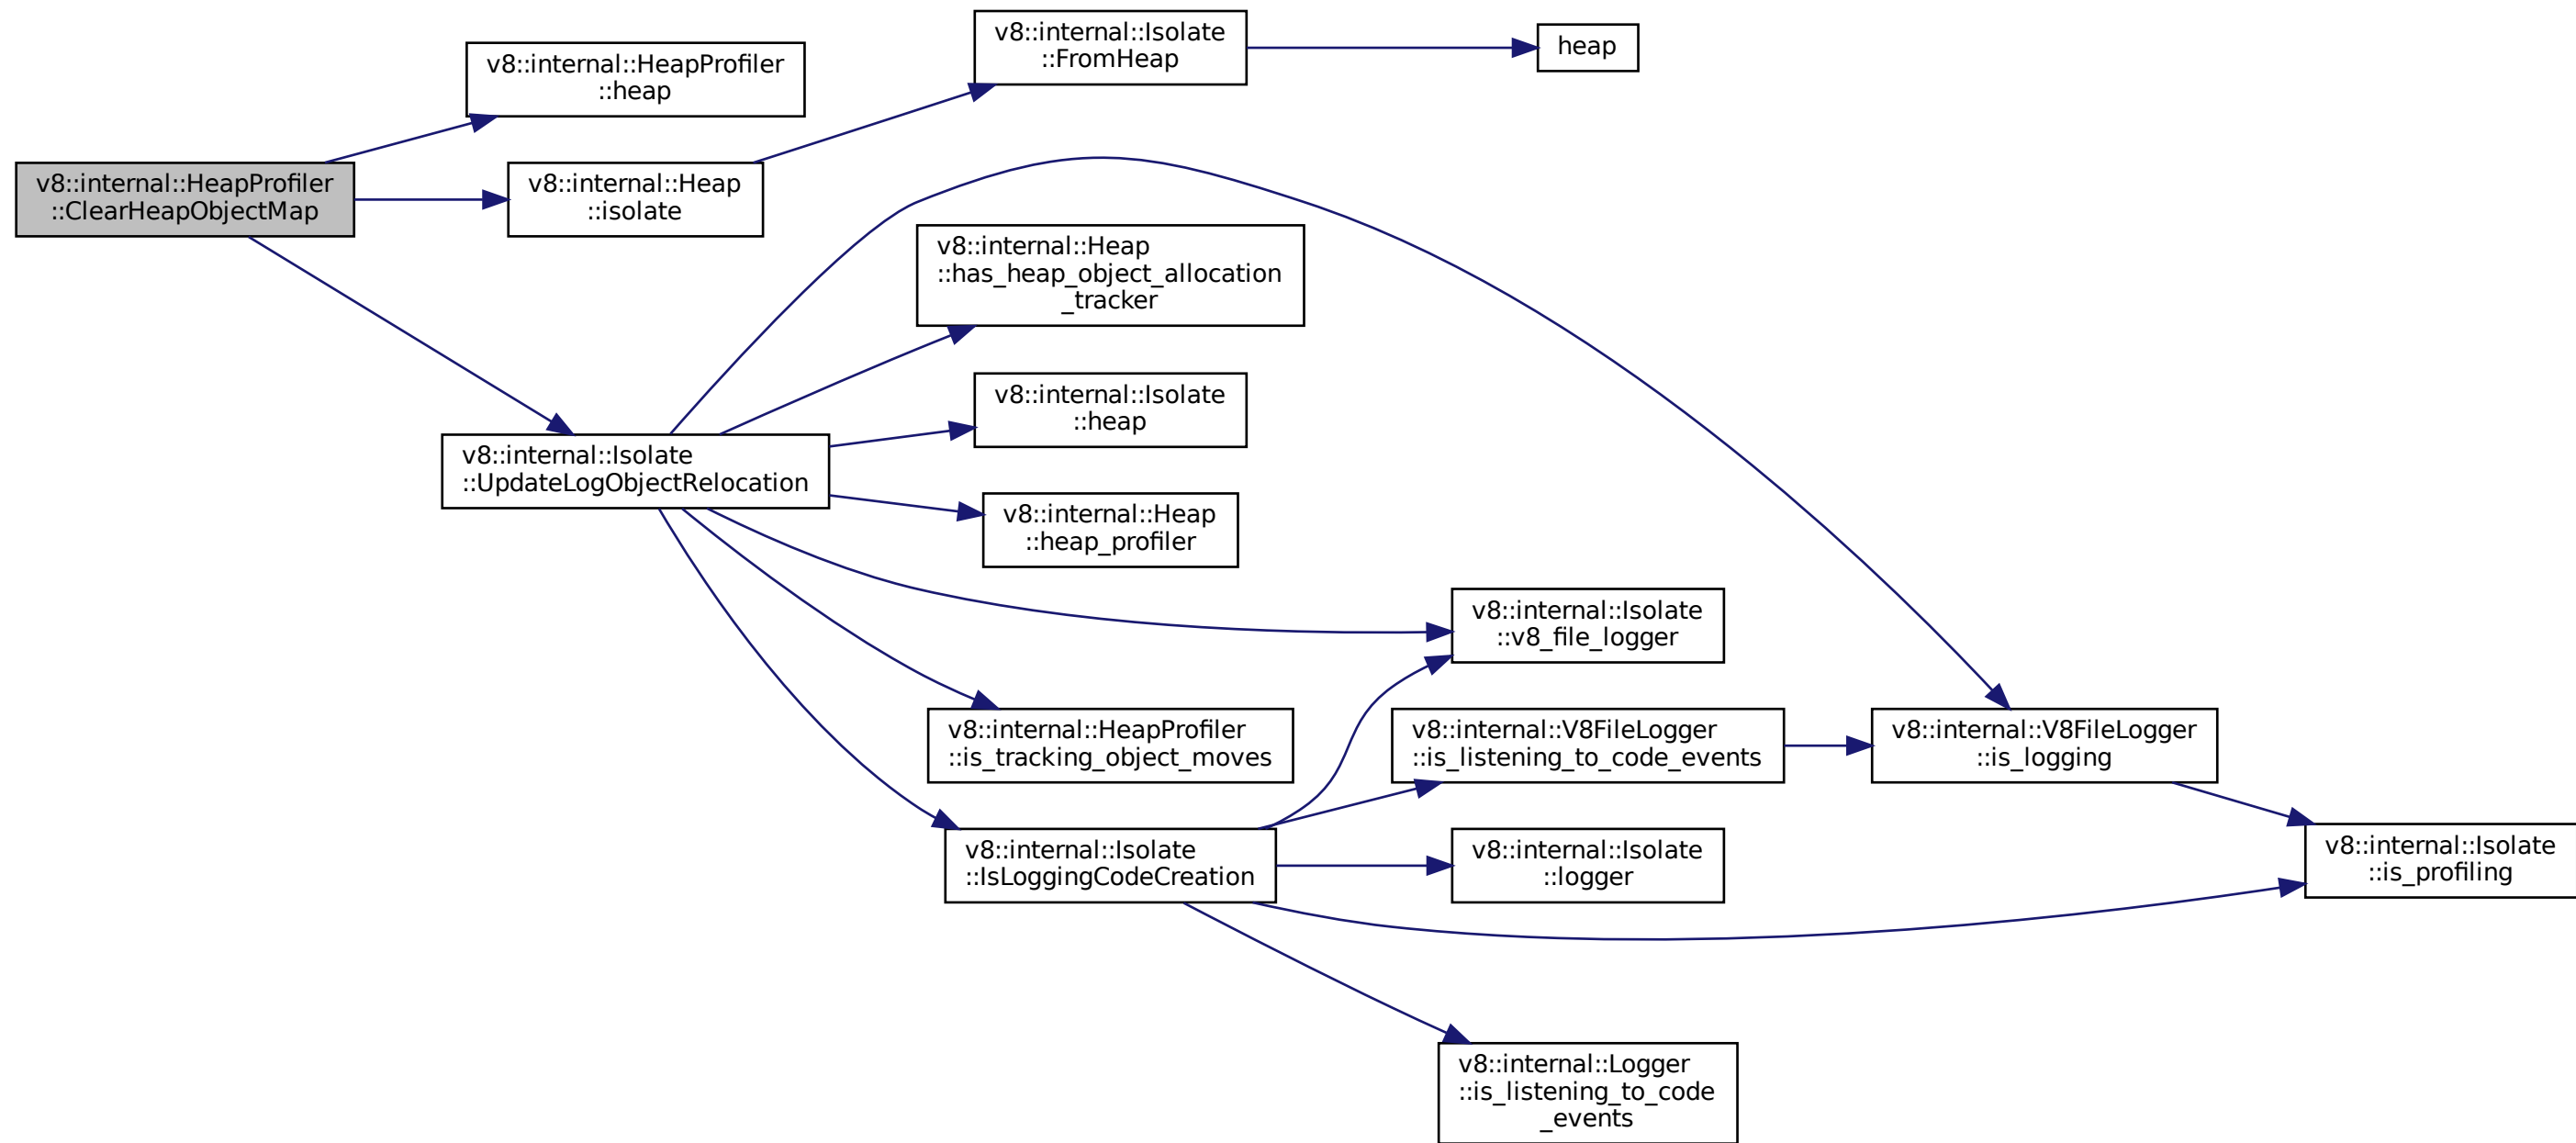 v8::internal::HeapProfiler
::ClearHeapObjectMap
v8::internal::HeapProfiler
::heap
v8::internal::Heap
::isolate
v8::internal::Isolate
::FromHeap
heap
v8::internal::Isolate
::UpdateLogObjectRelocation
v8::internal::Heap
::has_heap_object_allocation
_tracker
v8::internal::Isolate
::heap
v8::internal::Heap
::heap_profiler
v8::internal::Isolate
::v8_file_logger
v8::internal::HeapProfiler
::is_tracking_object_moves
v8::internal::Isolate
::IsLoggingCodeCreation
v8::internal::V8FileLogger
::is_listening_to_code_events
v8::internal::V8FileLogger
::is_logging
v8::internal::Isolate
::logger
v8::internal::Isolate
::is_profiling
v8::internal::Logger
::is_listening_to_code
_events